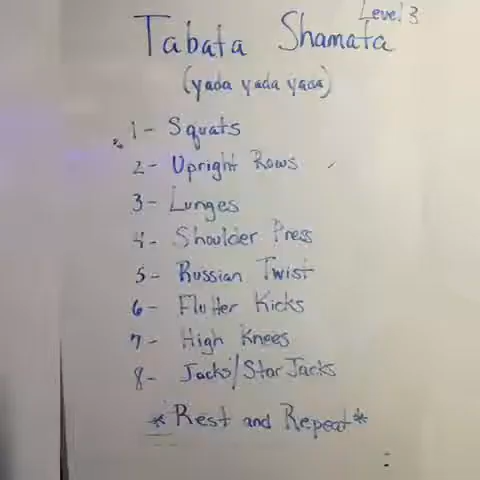 Level 3
Tabata Shamata
(yada yada yada)
1- Squats
2- Upright Rows
3- Lunges
4- Shoulder Press
5- Russian Twist
6- Flutter Kicks
7- High Knees
8- Jacks/Star Jacks
*Rest and Repeat*